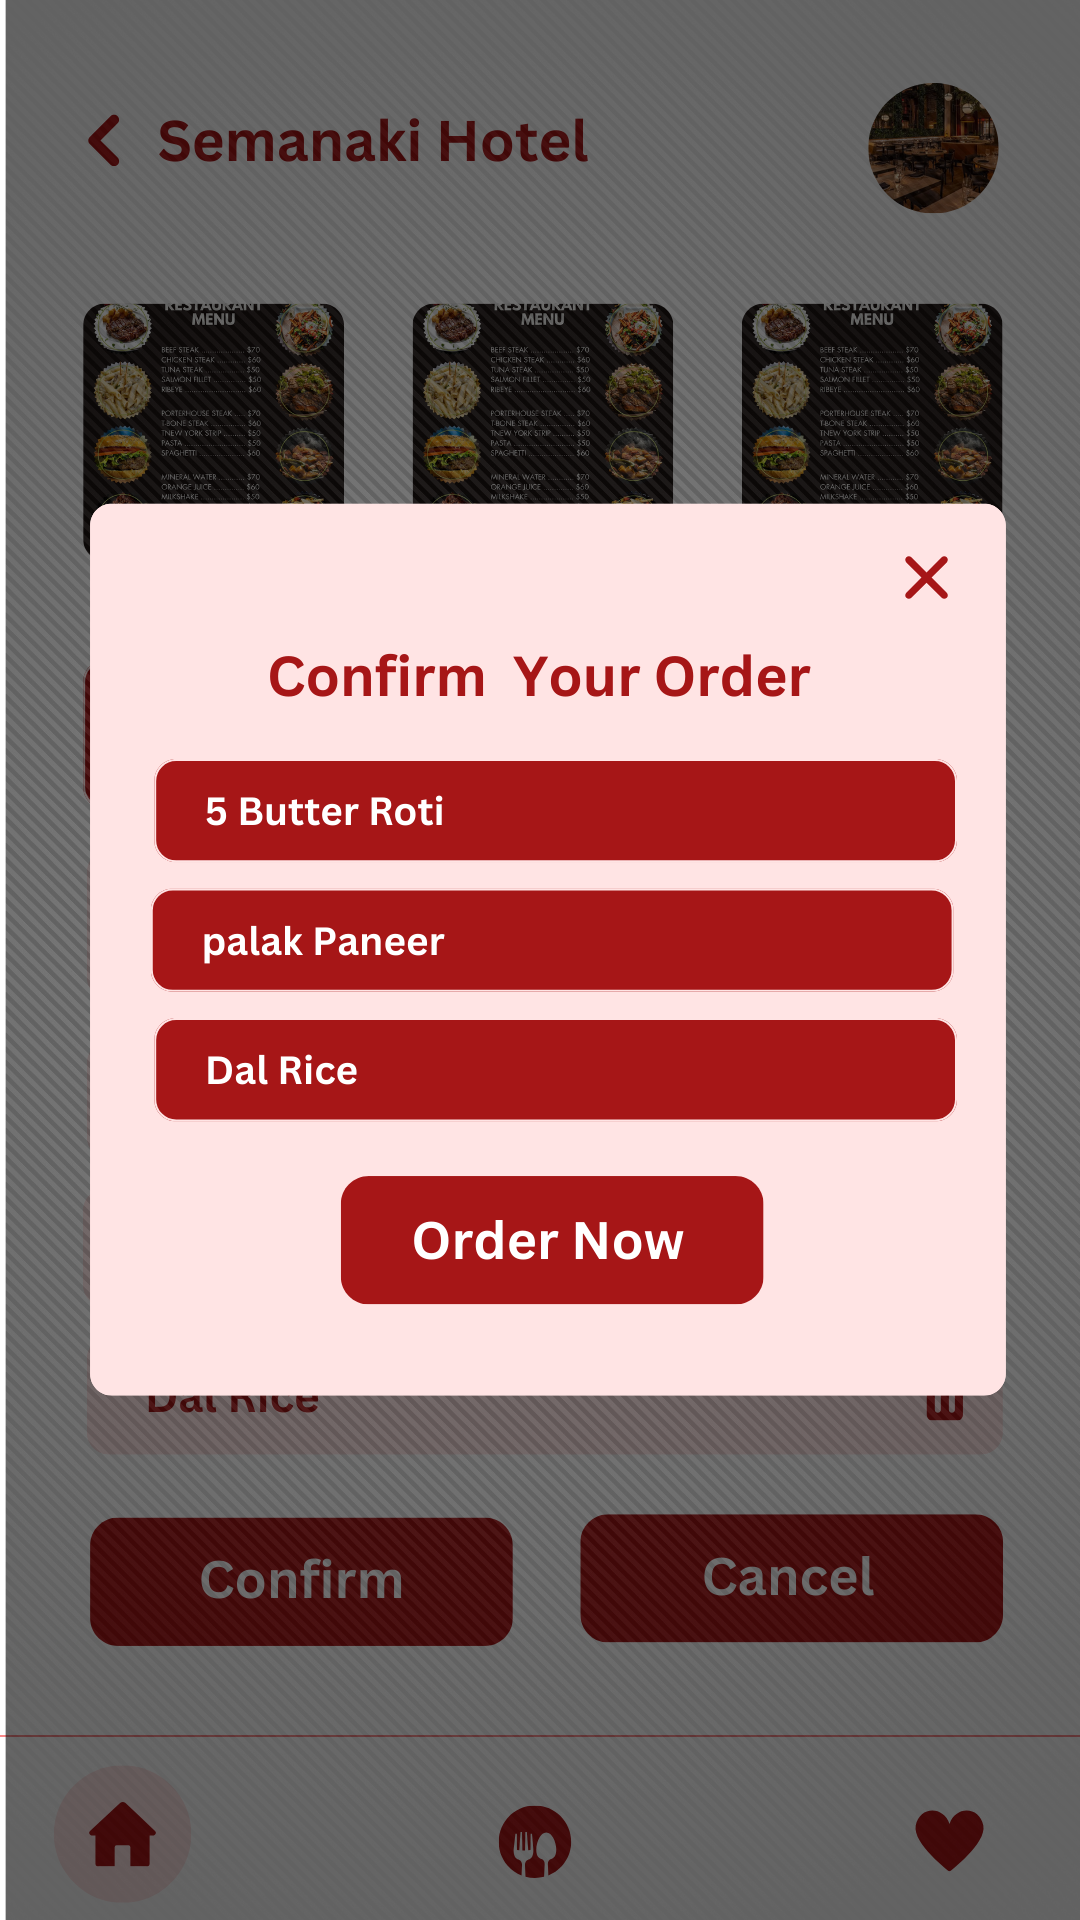 Semanaki Hotel
RESTAURANT
MENU
BEEF STEAK $70
CHICKEN STEAK $60
TUNA STEAK $50
SALMON FILLET $50
RIBEYE $60
PORTERHOUSE STEAK $70
T-BONE STEAK $60
TNEW YORK STRIP $50
PASTA $50
SPAGHETTI $60
MINERAL WATER $70
ORANGE JUICE $60
MILKSHAKE $50
RESTAURANT
MENU
BEEF STEAK $70
CHICKEN STEAK $60
TUNA STEAK $50
SALMON FILLET $50
RIBEYE $60
PORTERHOUSE STEAK $70
T-BONE STEAK $60
TNEW YORK STRIP $50
PASTA $50
SPAGHETTI $60
MINERAL WATER $70
ORANGE JUICE $60
MILKSHAKE $50
RESTAURANT
MENU
BEEF STEAK $70
CHICKEN STEAK $60
TUNA STEAK $50
SALMON FILLET $50
RIBEYE $60
PORTERHOUSE STEAK $70
T-BONE STEAK $60
TNEW YORK STRIP $50
PASTA $50
SPAGHETTI $60
MINERAL WATER $70
ORANGE JUICE $60
MILKSHAKE $50
Confirm Your Order
5 Butter Roti
palak Paneer
Dal Rice
Order Now
Dal Rice
Confirm
Cancel